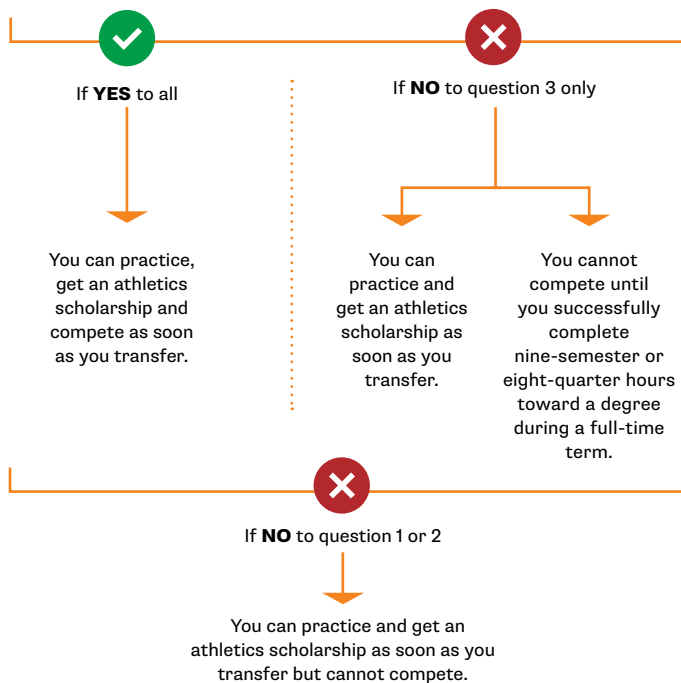 If YES to all
If NO to question 3 only
You can practice,
get an athletics
scholarship and
compete as soon
as you transfer.
You can
practice and
get an athletics
scholarship as
soon as you
transfer.
You cannot
compete until
you successfully
complete
nine-semester or
eight-quarter hours
toward a degree
during a full-time
term.
If NO to question 1 or 2
You can practice and get an
athletics scholarship as soon as you
transfer but cannot compete.